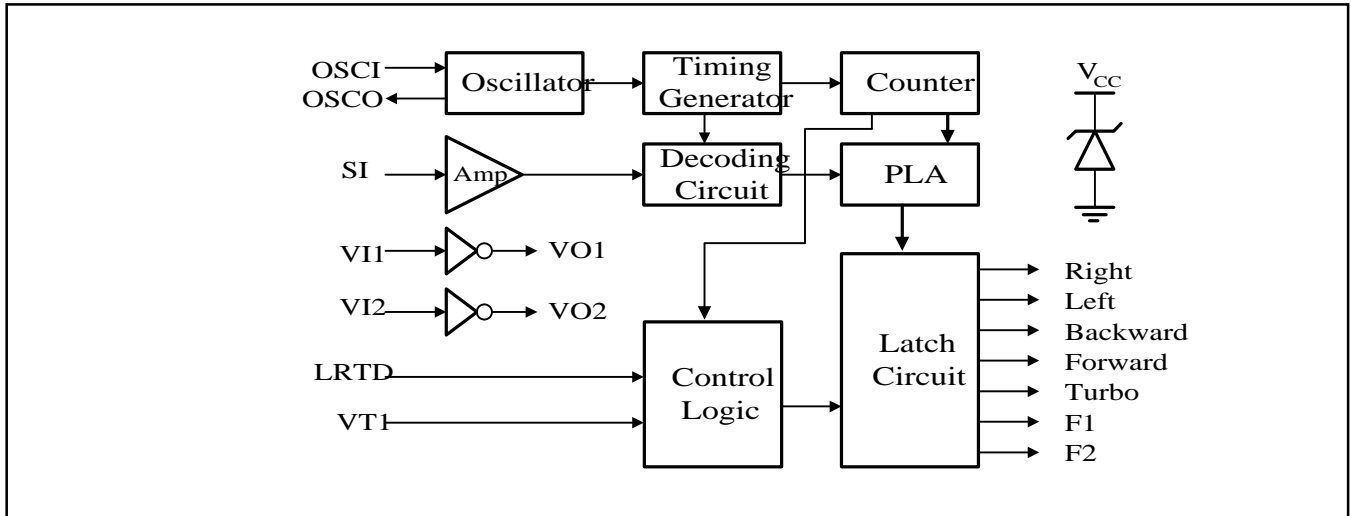 OSCI
OSCO
Oscillator
Timing
Generator
Counter
VCC
SI
Amp
Decoding
Circuit
PLA
VI1
VO1
VI2
VO2
LRTD
VT1
Control
Logic
Latch
Circuit
Right
Left
Backward
Forward
Turbo
F1
F2